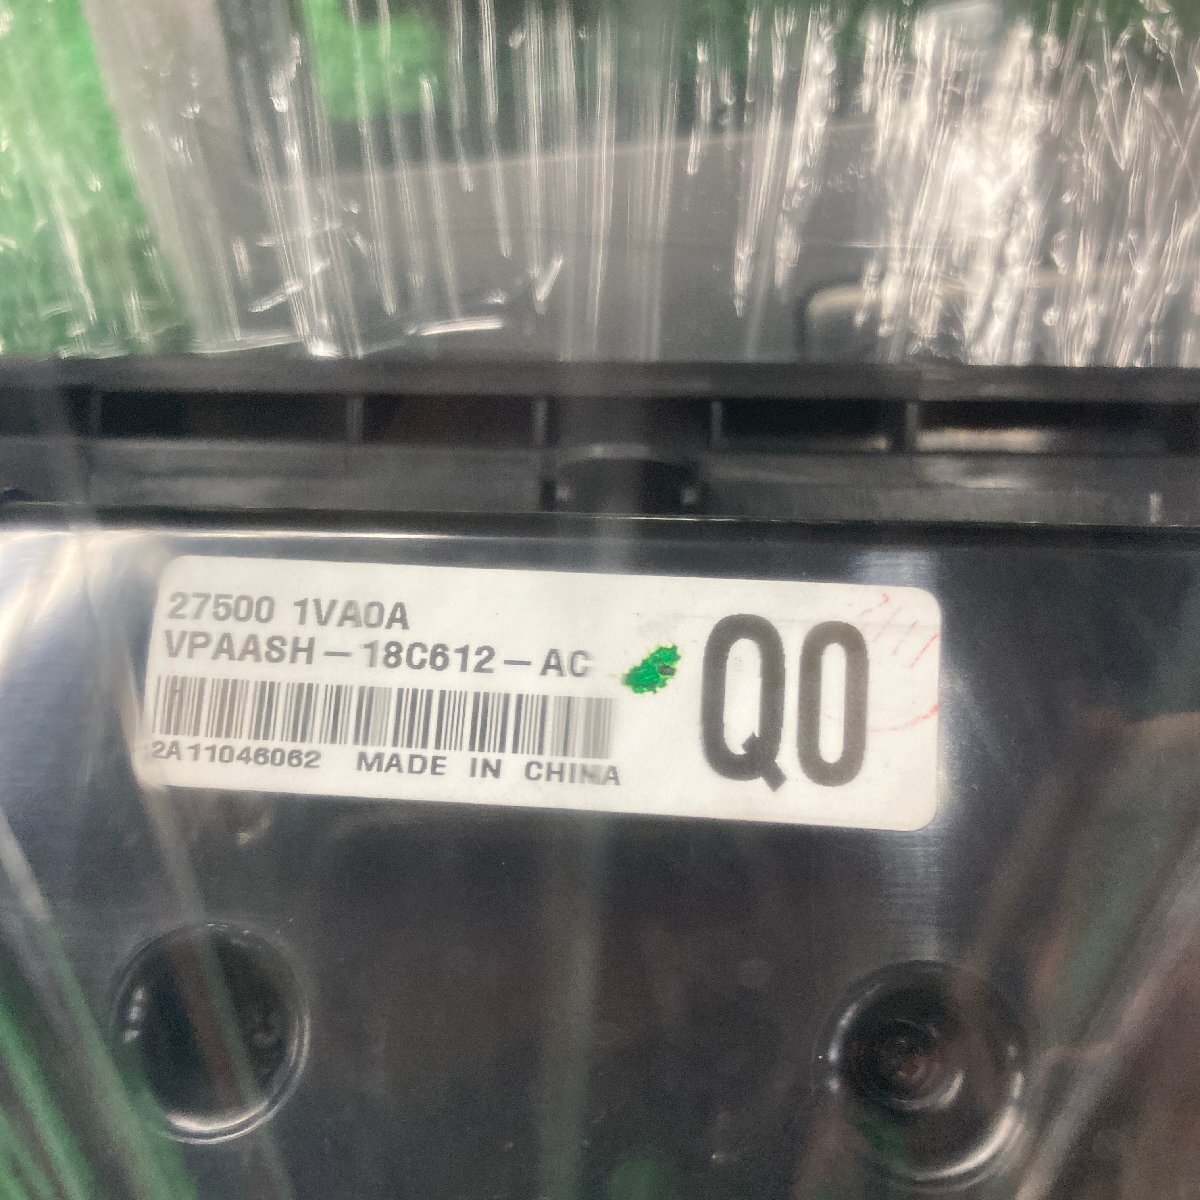 27500 1VA0A
VPAASH-18C612-AC
2A11046062 MADE IN CHINA
Q0